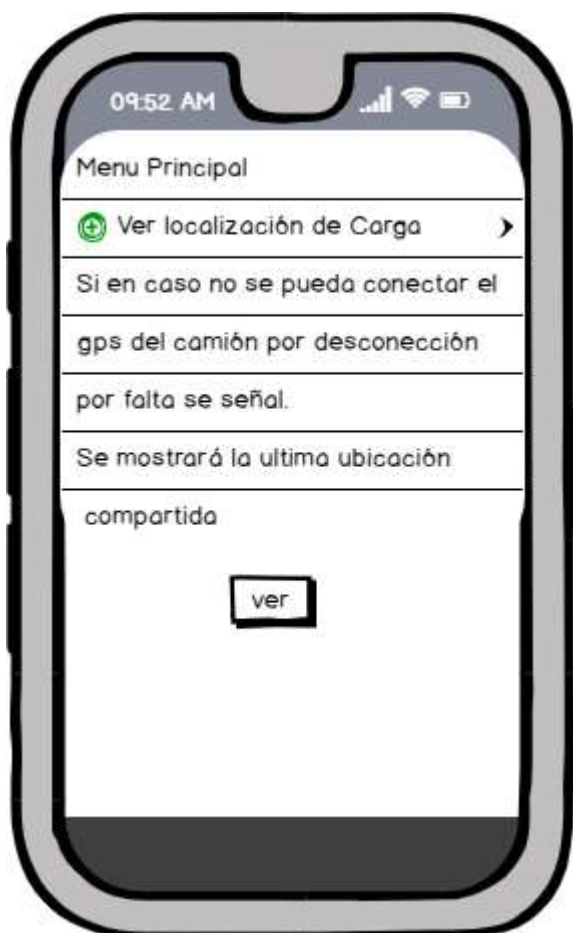 09:52 AM
Menu Principal
Ver localización de Carga
Si en caso no se pueda conectar el
gps del camión por desconección
por falta se señal.
Se mostrará la ultima ubicación
compartida
ver